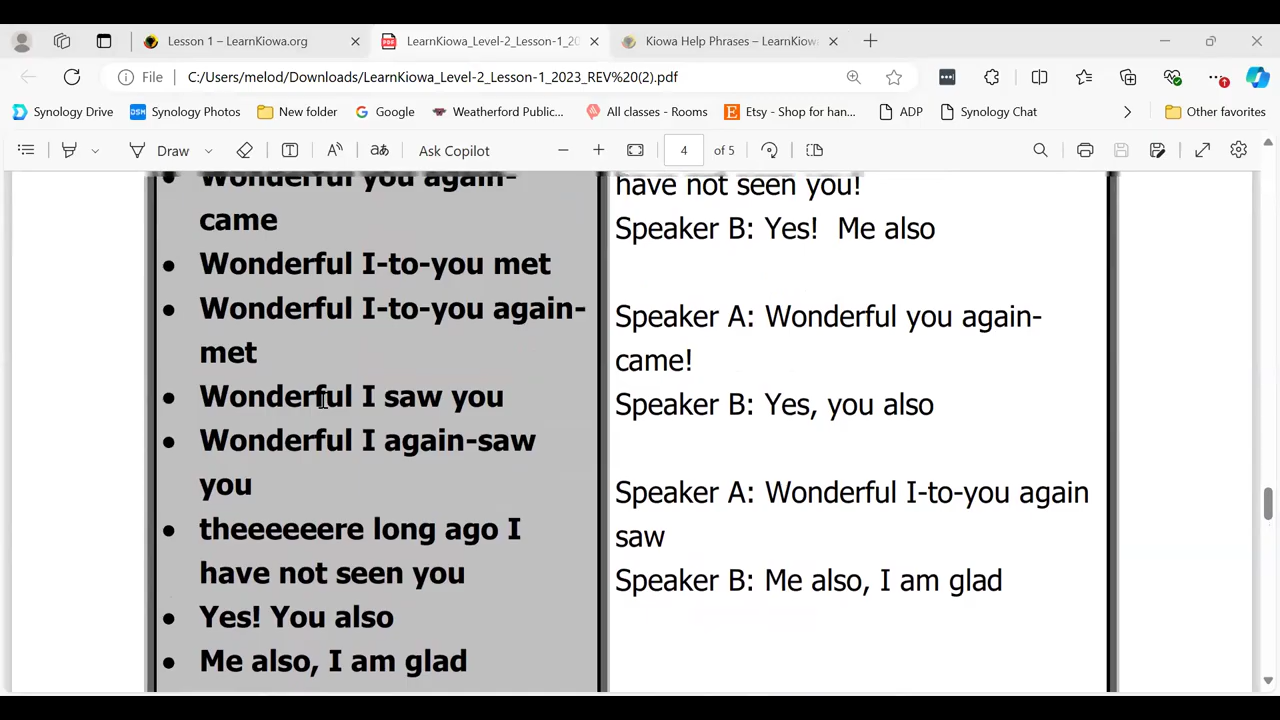 Lesson 1 – LearnKiowa.org
LearnKiowa_Level-2_Lesson-1_20
Kiowa Help Phrases – LearnKiow
File
C:/Users/melod/Downloads/LearnKiowa_Level-2_Lesson-1_2023_REV%20(2).pdf
Synology Drive
DSM
Synology Photos
New folder
Google
Weatherford Public...
All classes - Rooms
Etsy - Shop for han...
ADP
Synology Chat
Other favorites
Draw
Ask Copilot
4 of 5
Wonderful you again-
came
• Wonderful I-to-you met
• Wonderful I-to-you again-
met
• Wonderful I saw you
• Wonderful I again-saw
you
• theeeeeere long ago I
have not seen you
• Yes! You also
• Me also, I am glad
have not seen you!
Speaker B: Yes!  Me also
Speaker A: Wonderful you again-
came!
Speaker B: Yes, you also
Speaker A: Wonderful I-to-you again
saw
Speaker B: Me also, I am glad